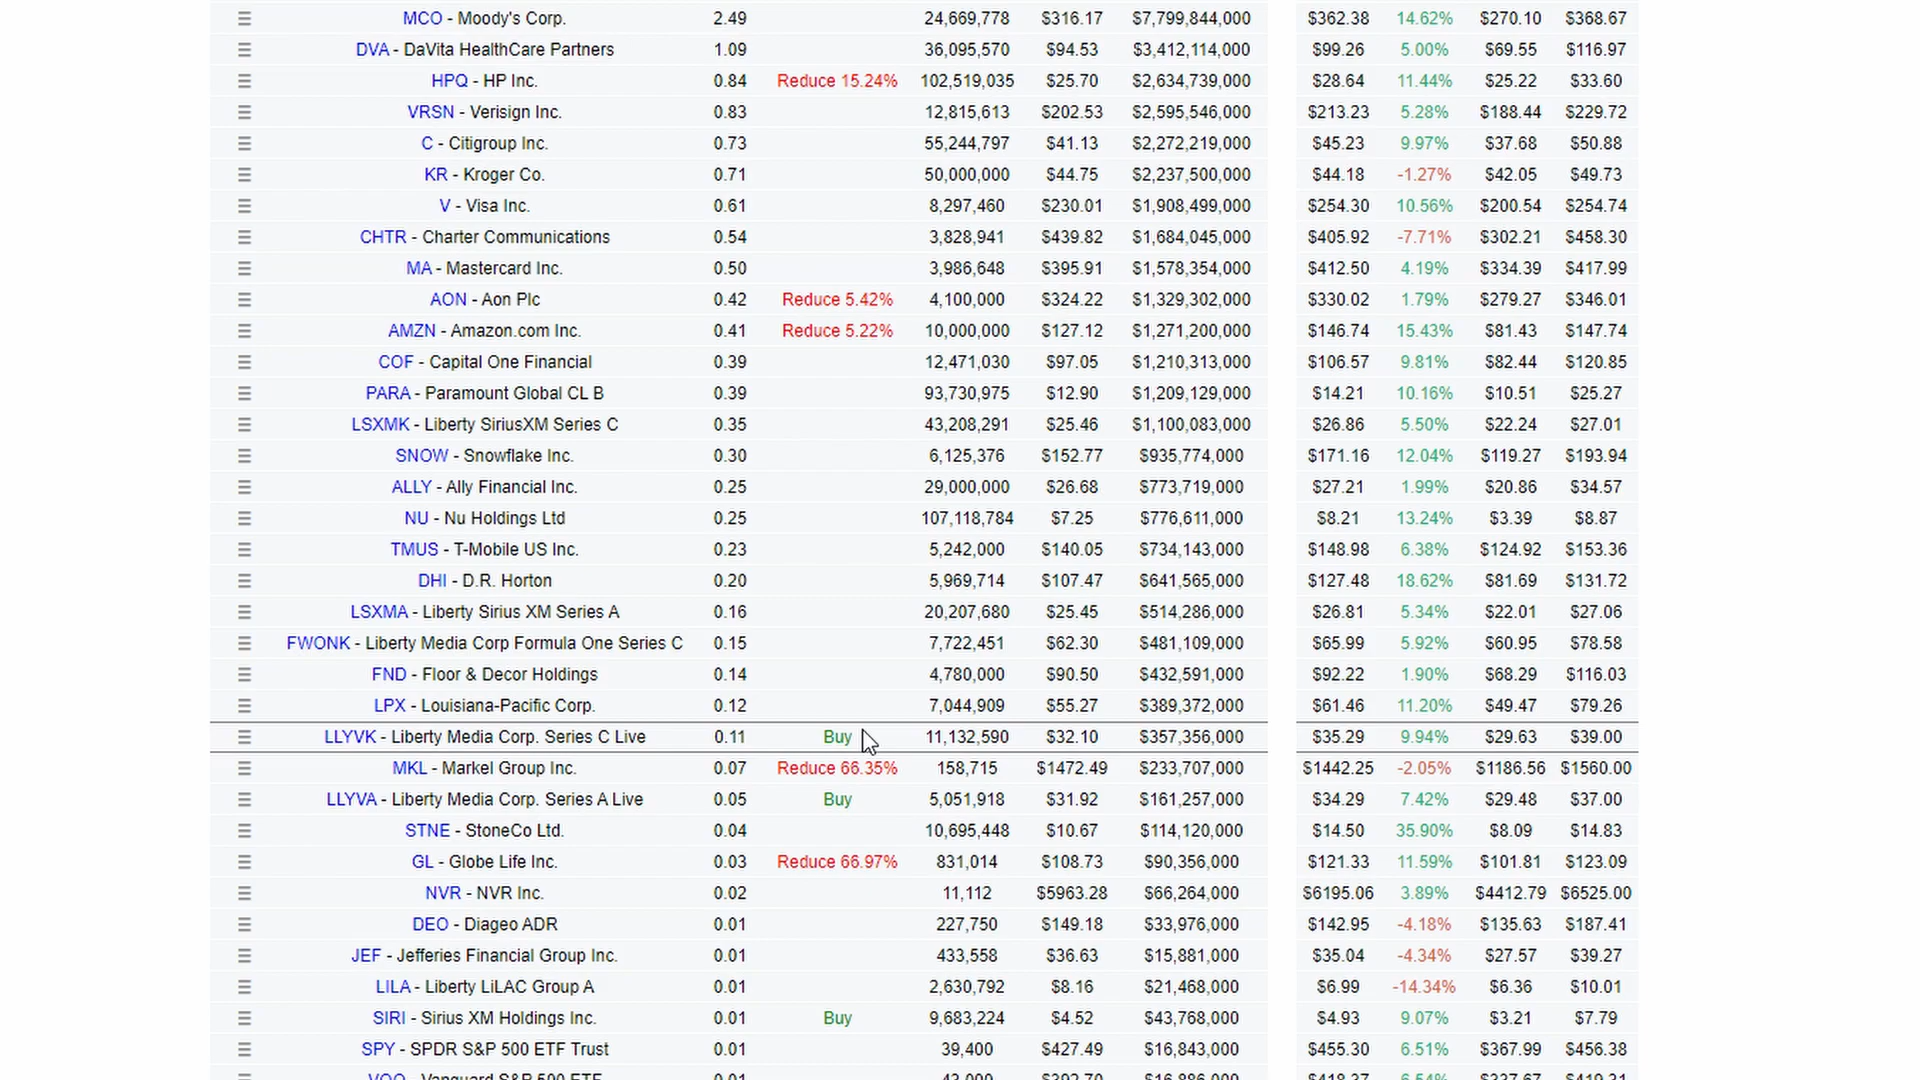 MCO - Moody's Corp. 2.49 24,669,778 $316.17 $7,799,844,000 $362.38 14.62% $270.10 $368.67
DVA - DaVita HealthCare Partners 1.09 36,095,570 $94.53 $3,412,114,000 $99.26 5.00% $69.55 $116.97
HPQ - HP Inc. 0.84 Reduce 15.24% 102,519,035 $25.70 $2,634,739,000 $28.64 11.44% $25.22 $33.60
VRSN - Verisign Inc. 0.83 12,815,613 $202.53 $2,595,546,000 $213.23 5.28% $188.44 $229.72
C - Citigroup Inc. 0.73 55,244,797 $41.13 $2,272,219,000 $45.23 9.97% $37.68 $50.88
KR - Kroger Co. 0.71 50,000,000 $44.75 $2,237,500,000 $44.18 -1.27% $42.05 $49.73
V - Visa Inc. 0.61 8,297,460 $230.01 $1,908,499,000 $254.30 10.56% $200.54 $254.74
CHTR - Charter Communications 0.54 3,828,941 $439.82 $1,684,045,000 $405.92 -7.71% $302.21 $458.30
MA - Mastercard Inc. 0.50 3,986,648 $395.91 $1,578,354,000 $412.50 4.19% $334.39 $417.99
AON - Aon Plc 0.42 Reduce 5.42% 4,100,000 $324.22 $1,329,302,000 $330.02 1.79% $279.27 $346.01
AMZN - Amazon.com Inc. 0.41 Reduce 5.22% 10,000,000 $127.12 $1,271,200,000 $146.74 15.43% $81.43 $147.74
COF - Capital One Financial 0.39 12,471,030 $97.05 $1,210,313,000 $106.57 9.81% $82.44 $120.85
PARA - Paramount Global CL B 0.39 93,730,975 $12.90 $1,209,129,000 $14.21 10.16% $10.51 $25.27
LSXMK - Liberty SiriusXM Series C 0.35 43,208,291 $25.46 $1,100,083,000 $26.86 5.50% $22.24 $27.01
SNOW - Snowflake Inc. 0.30 6,125,376 $152.77 $935,774,000 $171.16 12.04% $119.27 $193.94
ALLY - Ally Financial Inc. 0.25 29,000,000 $26.68 $773,719,000 $27.21 1.99% $20.86 $34.57
NU - Nu Holdings Ltd 0.25 107,118,784 $7.25 $776,611,000 $8.21 13.24% $3.39 $8.87
TMUS - T-Mobile US Inc. 0.23 5,242,000 $140.05 $734,143,000 $148.98 6.38% $124.92 $153.36
DHI - D.R. Horton 0.20 5,969,714 $107.47 $641,565,000 $127.48 18.62% $81.69 $131.72
LSXMA - Liberty Sirius XM Series A 0.16 20,207,680 $25.45 $514,286,000 $26.81 5.34% $22.01 $27.06
FWONK - Liberty Media Corp Formula One Series C 0.15 7,722,451 $62.30 $481,109,000 $65.99 5.92% $60.95 $78.58
FND - Floor & Decor Holdings 0.14 4,780,000 $90.50 $432,591,000 $92.22 1.90% $68.29 $116.03
LPX - Louisiana-Pacific Corp. 0.12 7,044,909 $55.27 $389,372,000 $61.46 11.20% $49.47 $79.26
LLYVK - Liberty Media Corp. Series C Live 0.11 Buy 11,132,590 $32.10 $357,356,000 $35.29 9.94% $29.63 $39.00
MKL - Markel Group Inc. 0.07 Reduce 66.35% 158,715 $1472.49 $233,707,000 $1442.25 -2.05% $1186.56 $1560.00
LLYVA - Liberty Media Corp. Series A Live 0.05 Buy 5,051,918 $31.92 $161,257,000 $34.29 7.42% $29.48 $37.00
STNE - StoneCo Ltd. 0.04 10,695,448 $10.67 $114,120,000 $14.50 35.90% $8.09 $14.83
GL - Globe Life Inc. 0.03 Reduce 66.97% 831,014 $108.73 $90,356,000 $121.33 11.59% $101.81 $123.09
NVR - NVR Inc. 0.02 11,112 $5963.28 $66,264,000 $6195.06 3.89% $4412.79 $6525.00
DEO - Diageo ADR 0.01 227,750 $149.18 $33,976,000 $142.95 -4.18% $135.63 $187.41
JEF - Jefferies Financial Group Inc. 0.01 433,558 $36.63 $15,881,000 $35.04 -4.34% $27.57 $39.27
LILA - Liberty LiLAC Group A 0.01 2,630,792 $8.16 $21,468,000 $6.99 -14.34% $6.36 $10.01
SIRI - Sirius XM Holdings Inc. 0.01 Buy 9,683,224 $4.52 $43,768,000 $4.93 9.07% $3.21 $7.79
SPY - SPDR S&P 500 ETF Trust 0.01 39,400 $427.49 $16,843,000 $455.30 6.51% $367.99 $456.38
VOO - Vanguard S&P 500 ETF 0.01 43,000 $392.70 $16,886,000 $418.37 6.54% $337.67 $419.31